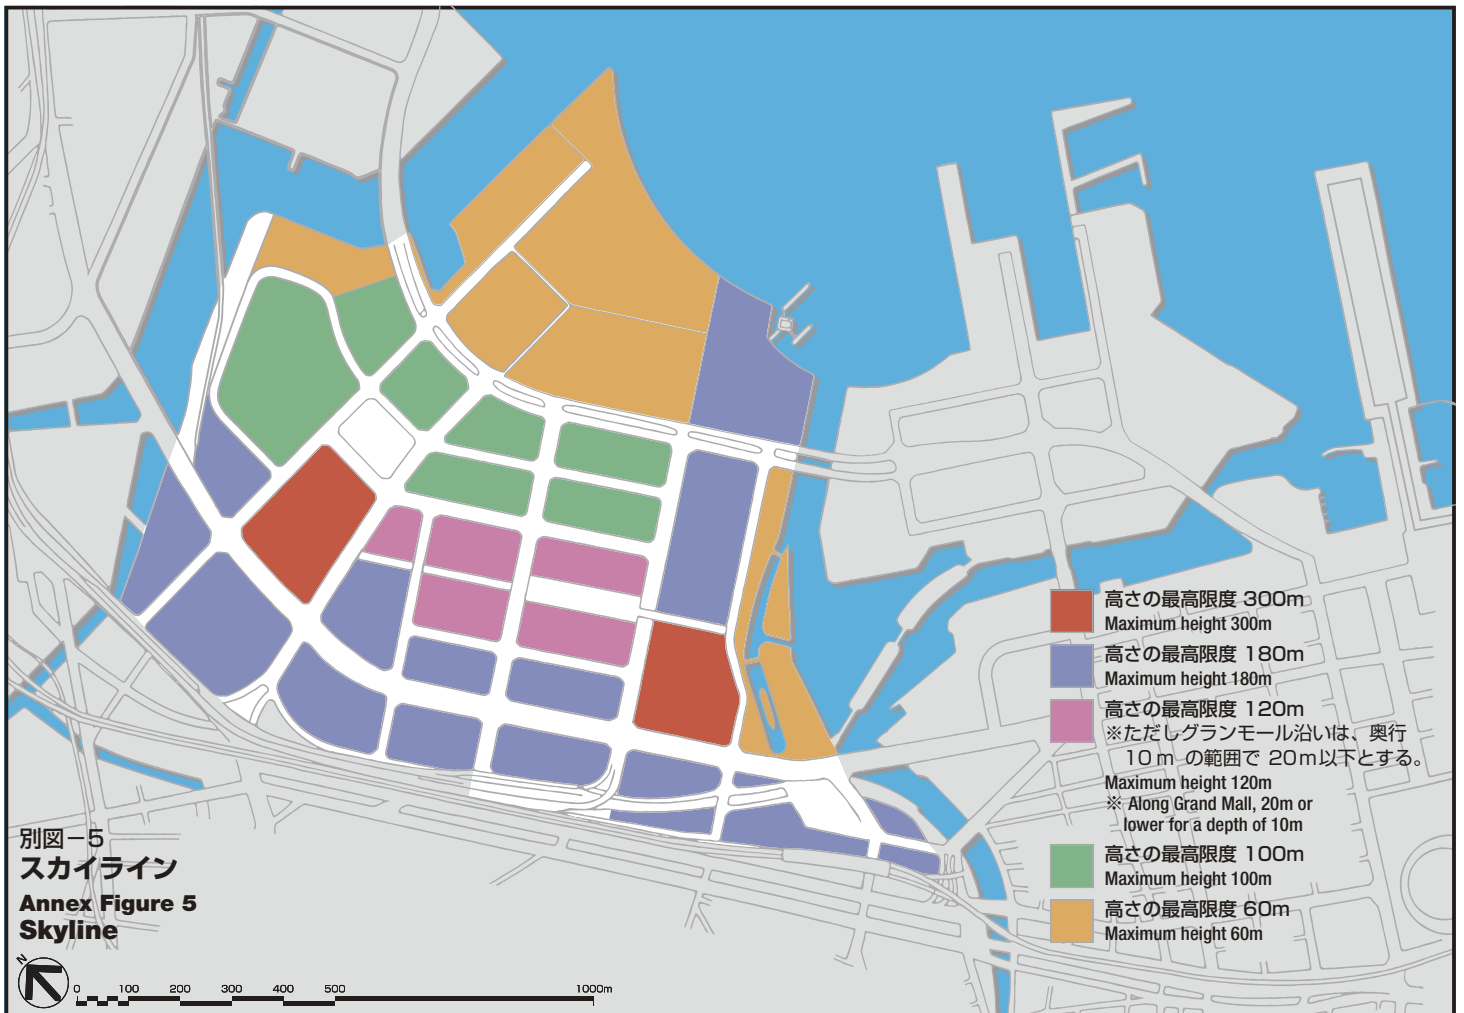 高さの最高限度 300m
Maximum height 300m
高さの最高限度 180m
Maximum height 180m
高さの最高限度 120m
※ただしグランモール沿いは、奥行
10m の範囲で 20m以下とする。
Maximum height 120m
※ Along Grand Mall, 20m or
lower for a depth of 10m
高さの最高限度 100m
Maximum height 100m
高さの最高限度 60m
Maximum height 60m
別図－5
スカイライン
Annex Figure 5
Skyline
N
0 100 200 300 400 500 1000m